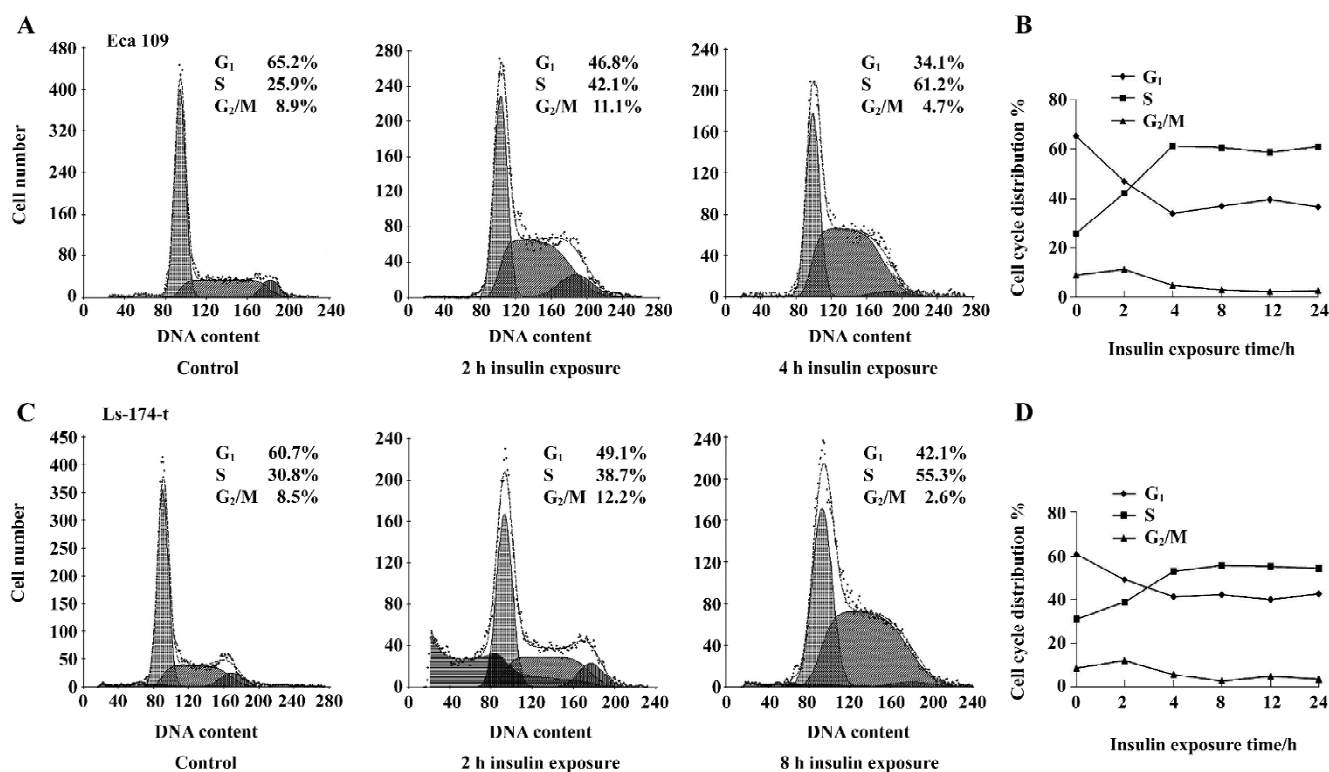 A
Eca 109
Cell number
480
400
320
240
160
80
0
G₁ 65.2%
S 25.9%
G₂/M 8.9%
0 40 80 120 160 200 240
DNA content
Control
280
240
200
160
120
80
40
0
G₁ 46.8%
S 42.1%
G₂/M 11.1%
0 40 80 120 160 200 240 280
DNA content
2 h insulin exposure
240
200
160
120
80
40
0
G₁ 34.1%
S 61.2%
G₂/M 4.7%
0 40 80 120 160 200 240 280
DNA content
4 h insulin exposure
B
G₁
S
G₂/M
Cell cycle distribution %
80
60
40
20
0
0 2 4 8 12 24
Insulin exposure time/h
C
Ls-174-t
Cell number
450
400
350
300
250
200
150
100
50
0
G₁ 60.7%
S 30.8%
G₂/M 8.5%
0 40 80 120 160 200 240 280
DNA content
Control
240
200
160
120
80
40
0
G₁ 49.1%
S 38.7%
G₂/M 12.2%
0 40 80 120 160 200 240
DNA content
2 h insulin exposure
240
200
160
120
80
40
0
G₁ 42.1%
S 55.3%
G₂/M 2.6%
0 40 80 120 160 200 240
DNA content
8 h insulin exposure
D
G₁
S
G₂/M
Cell cycle distribution %
80
60
40
20
0
0 2 4 8 12 24
Insulin exposure time/h